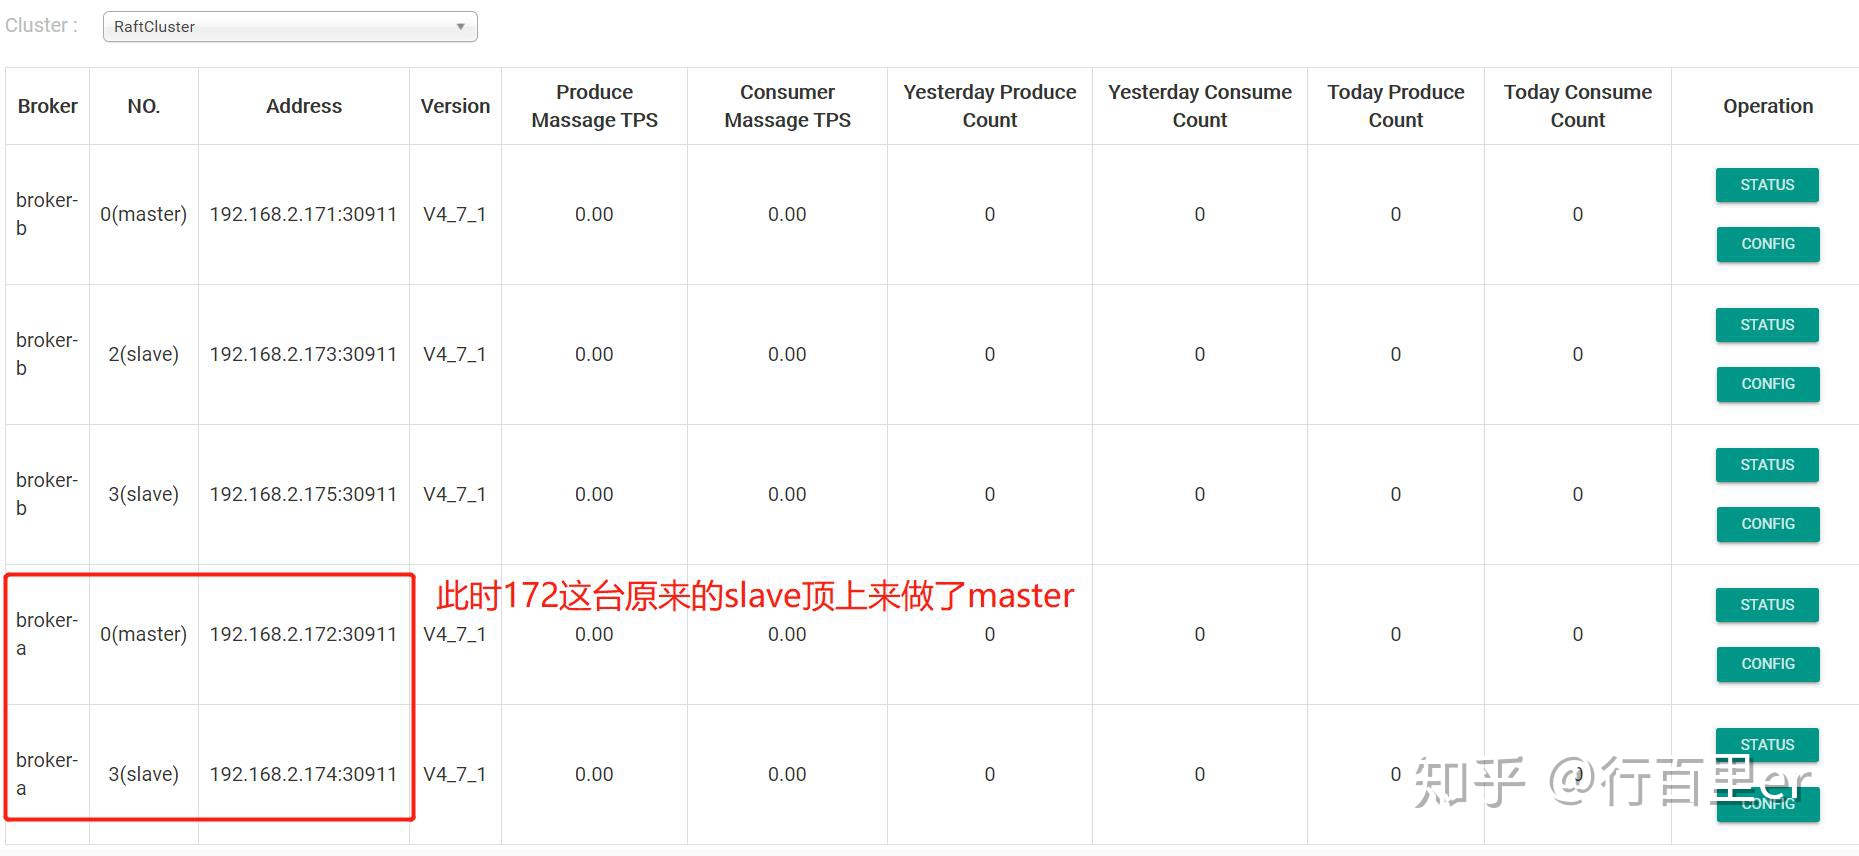 Cluster :
RaftCluster
Broker NO. Address Version Produce Massage TPS Consumer Massage TPS Yesterday Produce Count Yesterday Consume Count Today Produce Count Today Consume Count Operation
broker-b 0(master) 192.168.2.171:30911 V4_7_1 0.00 0.00 0 0 0 0 STATUS CONFIG
broker-b 2(slave) 192.168.2.173:30911 V4_7_1 0.00 0.00 0 0 0 0 STATUS CONFIG
broker-b 3(slave) 192.168.2.175:30911 V4_7_1 0.00 0.00 0 0 0 0 STATUS CONFIG
此时172这台原来的slave顶上来做了master
broker-a 0(master) 192.168.2.172:30911 V4_7_1 0.00 0.00 0 0 0 0 STATUS CONFIG
broker-a 3(slave) 192.168.2.174:30911 V4_7_1 0.00 0.00 0 0 0 0 STATUS CONFIG
知乎 @行百里er